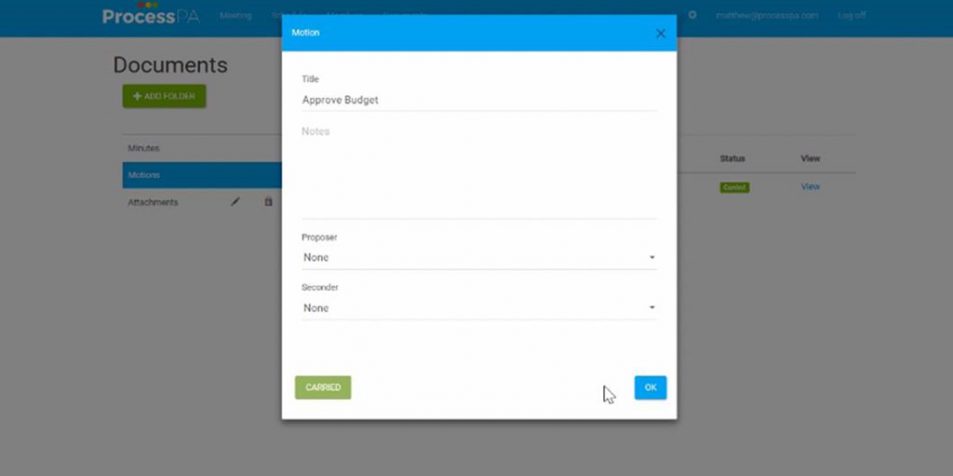 ProcessPA
Meeting
matthew@processpa.com
Log off
Documents
+ ADD FOLDER
Minutes
Motions
Attachments
Motion
Title
Approve Budget
Notes
Proposer
None
Seconder
None
CARRIED
OK
Status
View
Carried
View